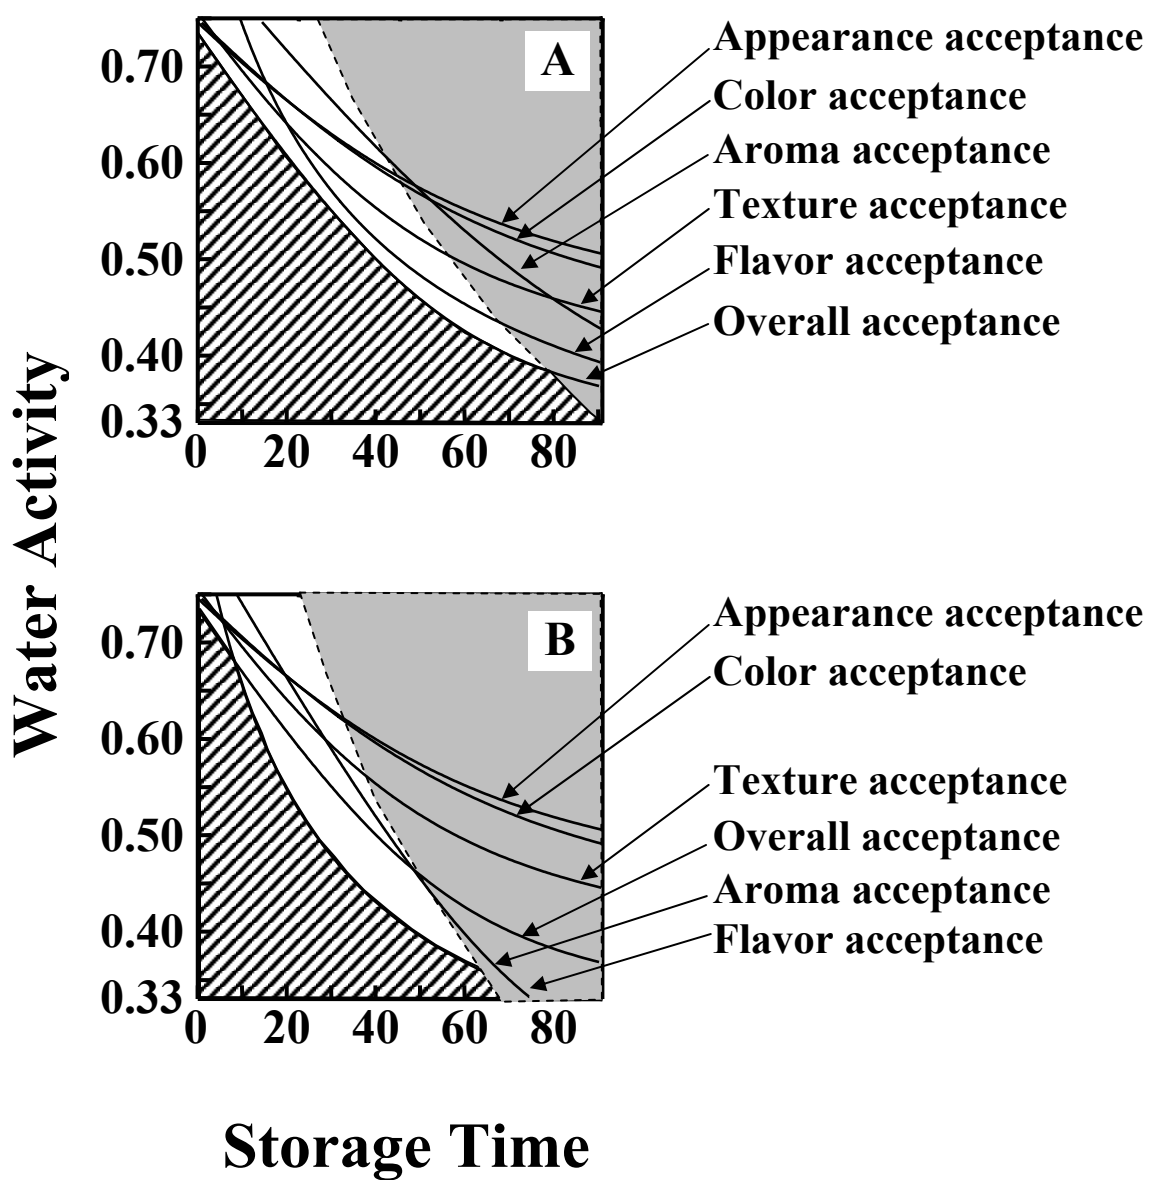 A
Appearance acceptance
Color acceptance
Aroma acceptance
Texture acceptance
Flavor acceptance
Overall acceptance
0.70
0.60
0.50
0.40
0.33
0 20 40 60 80
Water Activity
B
Appearance acceptance
Color acceptance
Texture acceptance
Overall acceptance
Aroma acceptance
Flavor acceptance
0.70
0.60
0.50
0.40
0.33
0 20 40 60 80
Storage Time